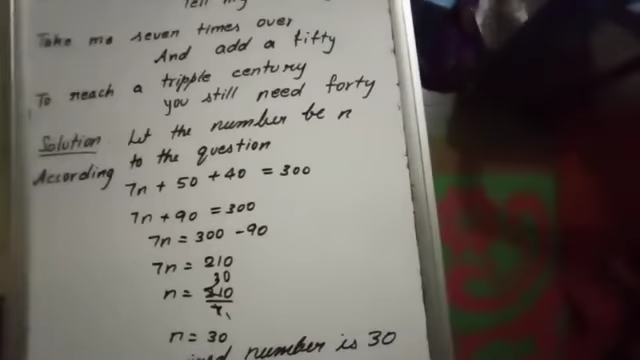 Tell my
Take me seven times over
And add a fifty
To reach a tripple century
you still need forty
Solution Let the number be n
According to the question
7n + 50 + 40 = 300
7n + 90 = 300
7n = 300 - 90
7n = 210
30
n = 210
7
n = 30
number is 30